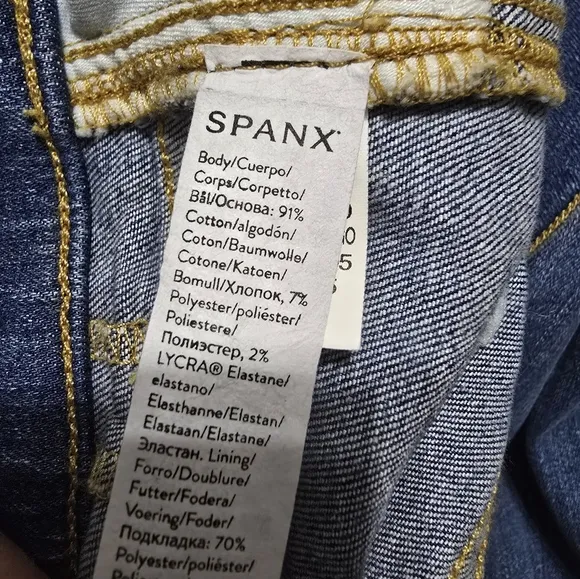 SPANX
Body/Cuerpo/
Corps/Corpetto/
Bål/Основа: 91%
Cotton/algodón/
Coton/Baumwolle/
Cotone/Katoen/
Bomull/Хлопок, 7%
Polyester/poliéster/
Poliestere/
Полиэстер, 2%
LYCRA® Elastane/
elastano/
Elasthanne/Elastan/
Elastaan/Elastane/
Эластан. Lining/
Forro/Doublure/
Futter/Fodera/
Voering/Foder/
Подкладка: 70%
Polyester/poliéster/